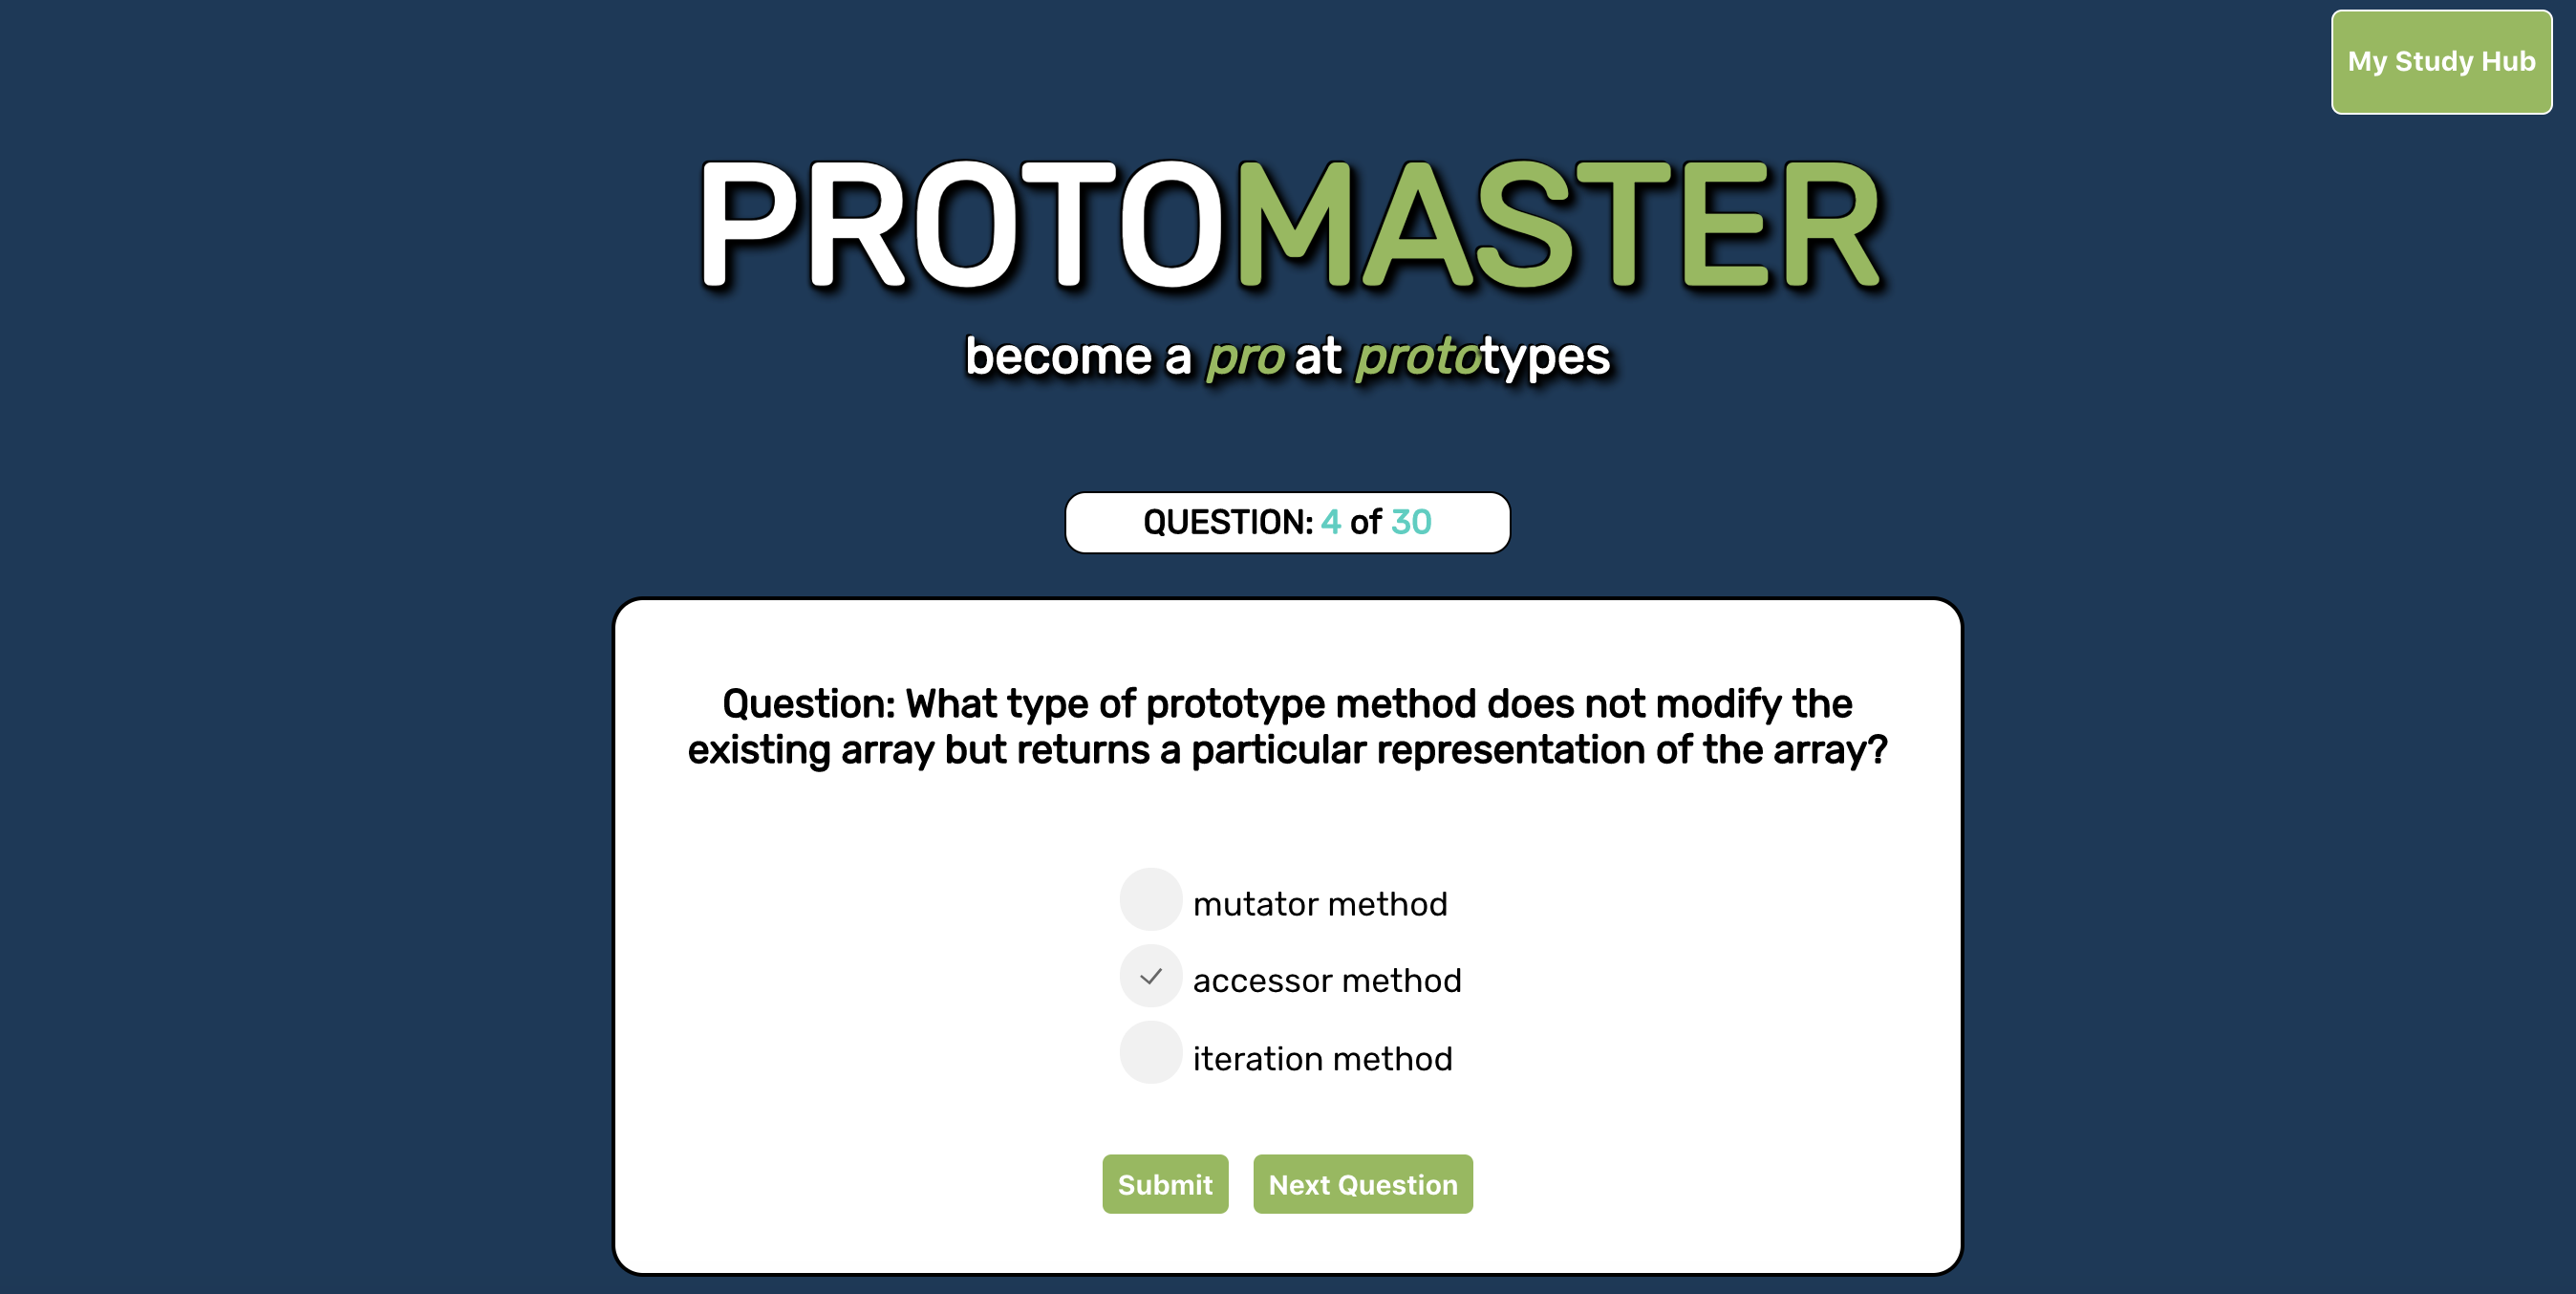 My Study Hub
PROTOMASTER
become a pro at prototypes
QUESTION: 4 of 30
Question: What type of prototype method does not modify the
existing array but returns a particular representation of the array?
mutator method
accessor method
iteration method
Submit Next Question